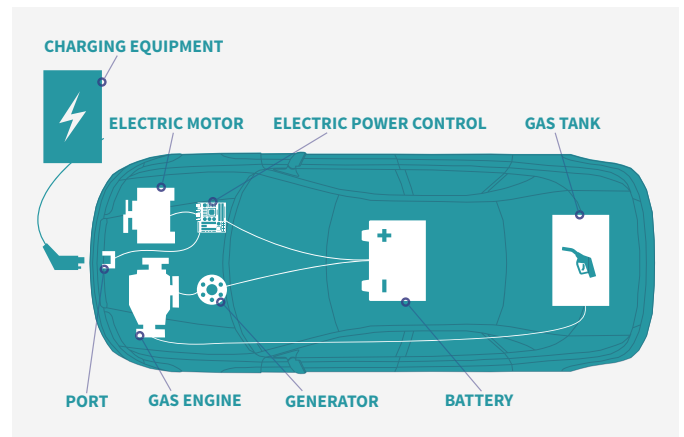 CHARGING EQUIPMENT
ELECTRIC MOTOR
ELECTRIC POWER CONTROL
GAS TANK
PORT
GAS ENGINE
GENERATOR
BATTERY